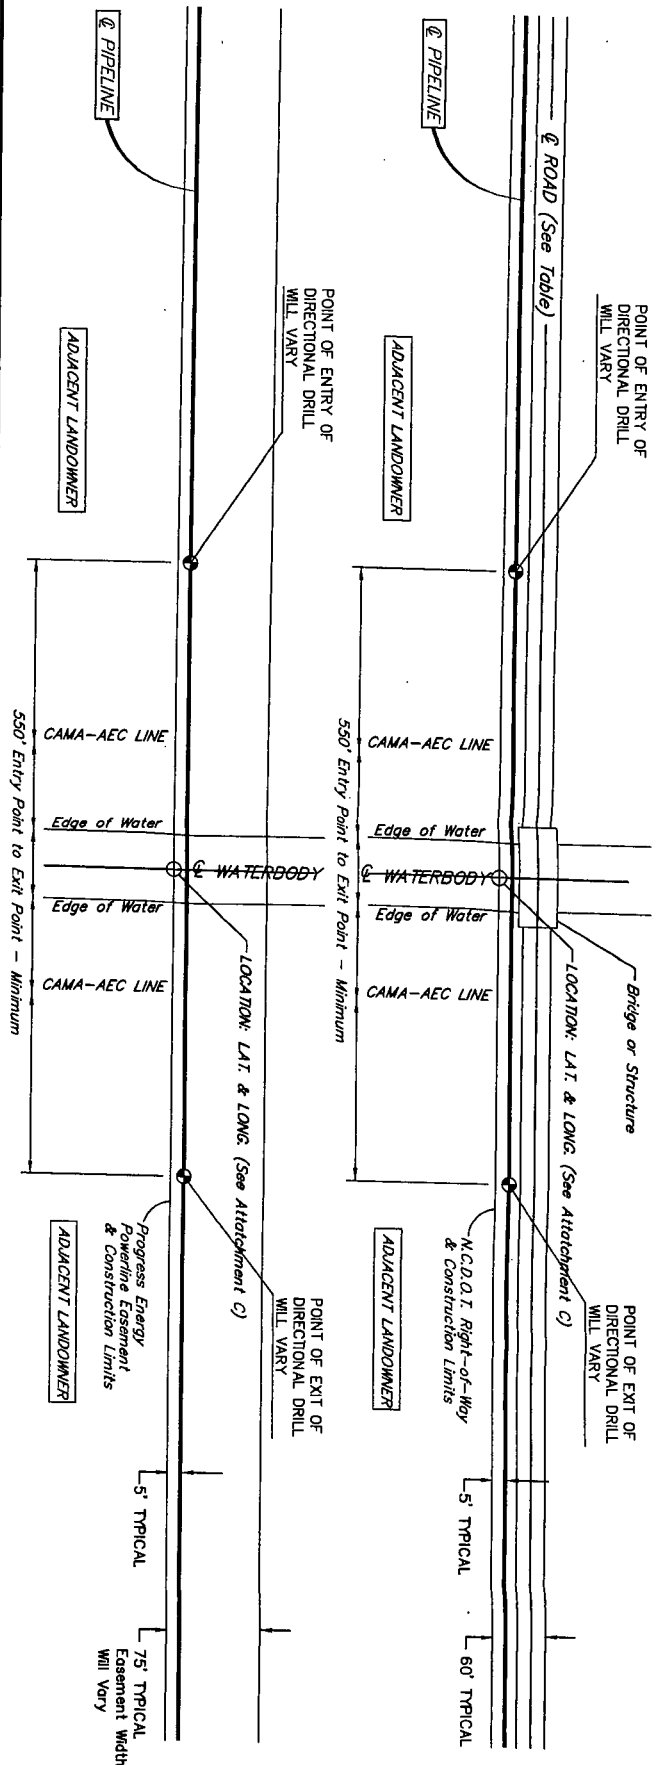 ℄ PIPELINE
℄ ROAD (See Table)
POINT OF ENTRY OF
DIRECTIONAL DRILL
WILL VARY
ADJACENT LANDOWNER
550' Entry Point to Exit Point – Minimum
CAMA-AEC LINE
Edge of Water
℄ WATERBODY
Edge of Water
CAMA-AEC LINE
Bridge or Structure
LOCATION: LAT. & LONG. (See Attatchment C)
POINT OF EXIT OF
DIRECTIONAL DRILL
WILL VARY
N.C.D.O.T. Right-of-Way
& Construction Limits
ADJACENT LANDOWNER
5' TYPICAL
60' TYPICAL
℄ PIPELINE
POINT OF ENTRY OF
DIRECTIONAL DRILL
WILL VARY
ADJACENT LANDOWNER
550' Entry Point to Exit Point – Minimum
CAMA-AEC LINE
Edge of Water
℄ WATERBODY
Edge of Water
CAMA-AEC LINE
LOCATION: LAT. & LONG. (See Attatchment C)
POINT OF EXIT OF
DIRECTIONAL DRILL
WILL VARY
Progress Energy
Powerline Easement
& Construction Limits
ADJACENT LANDOWNER
5' TYPICAL
75' TYPICAL
Easement Width
Will Vary